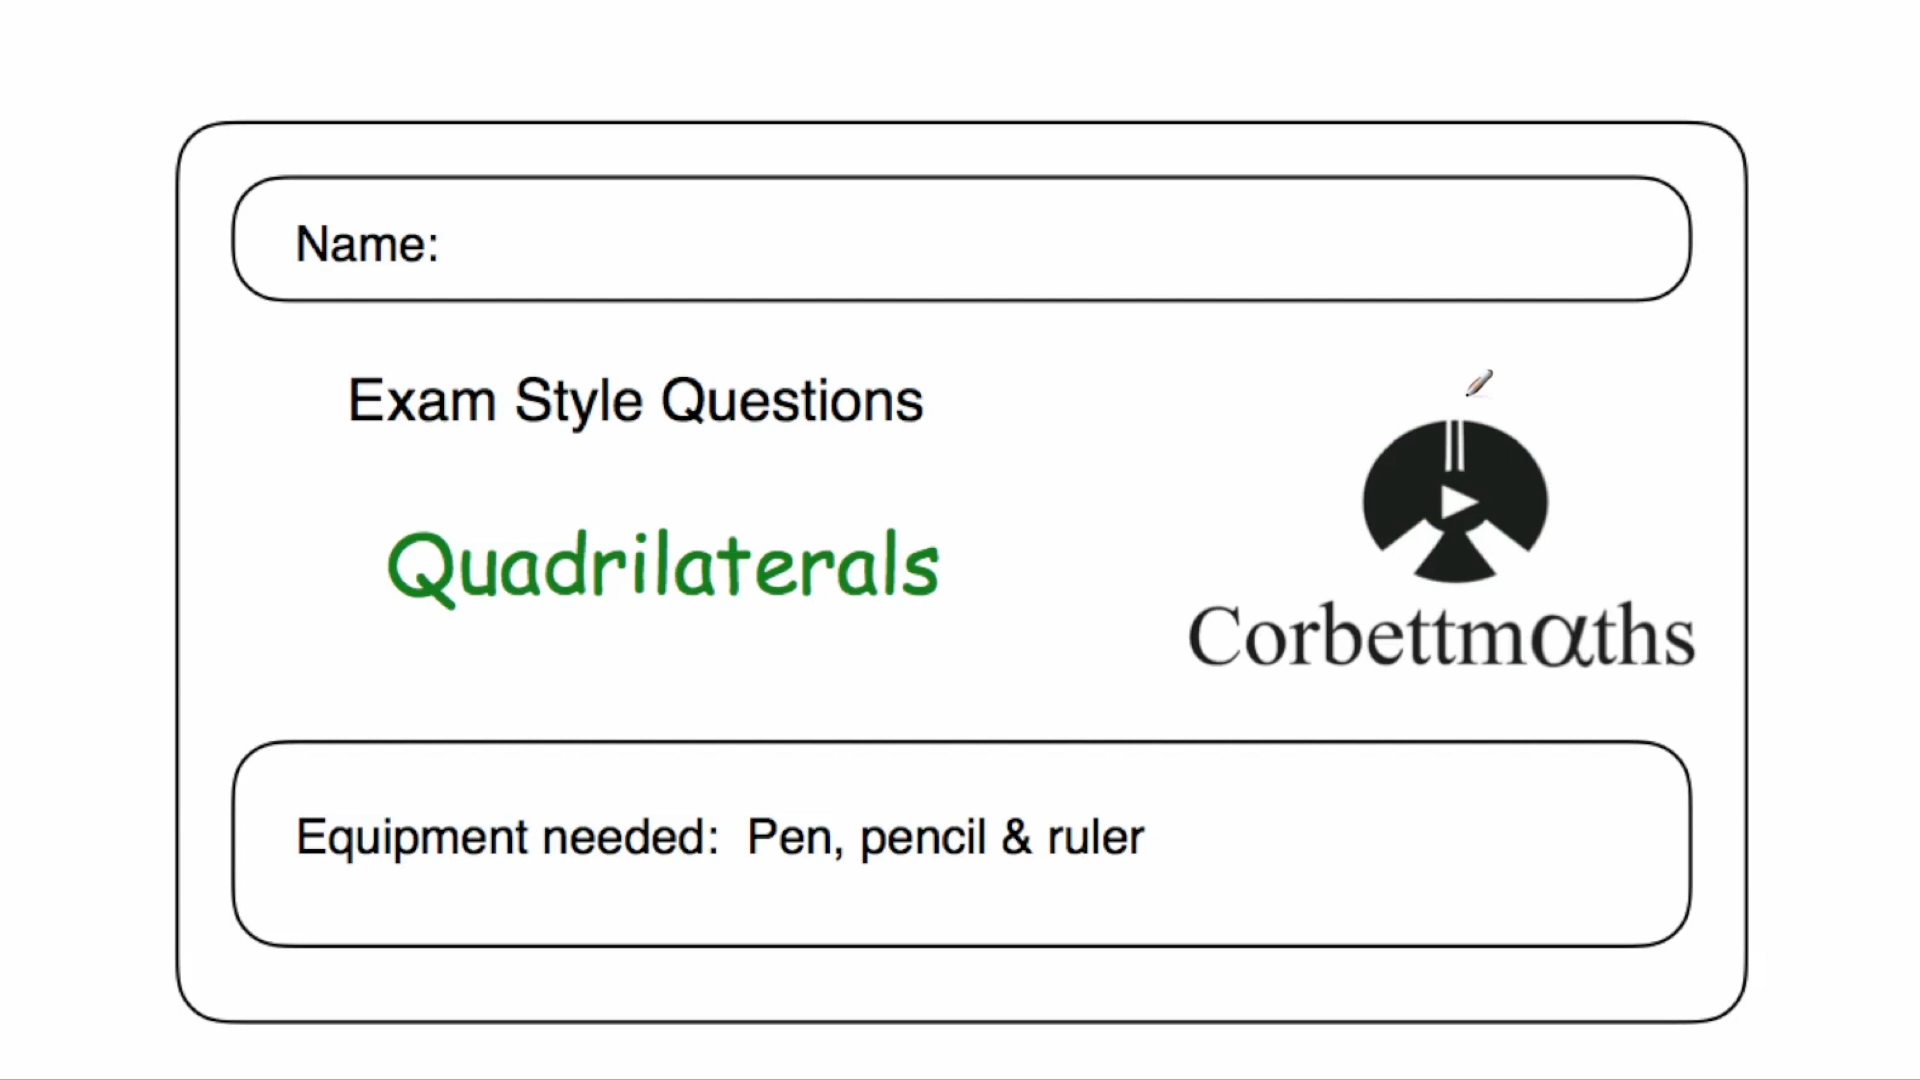 Name:
Exam Style Questions
Quadrilaterals
Corbettmαths
Equipment needed:  Pen, pencil & ruler